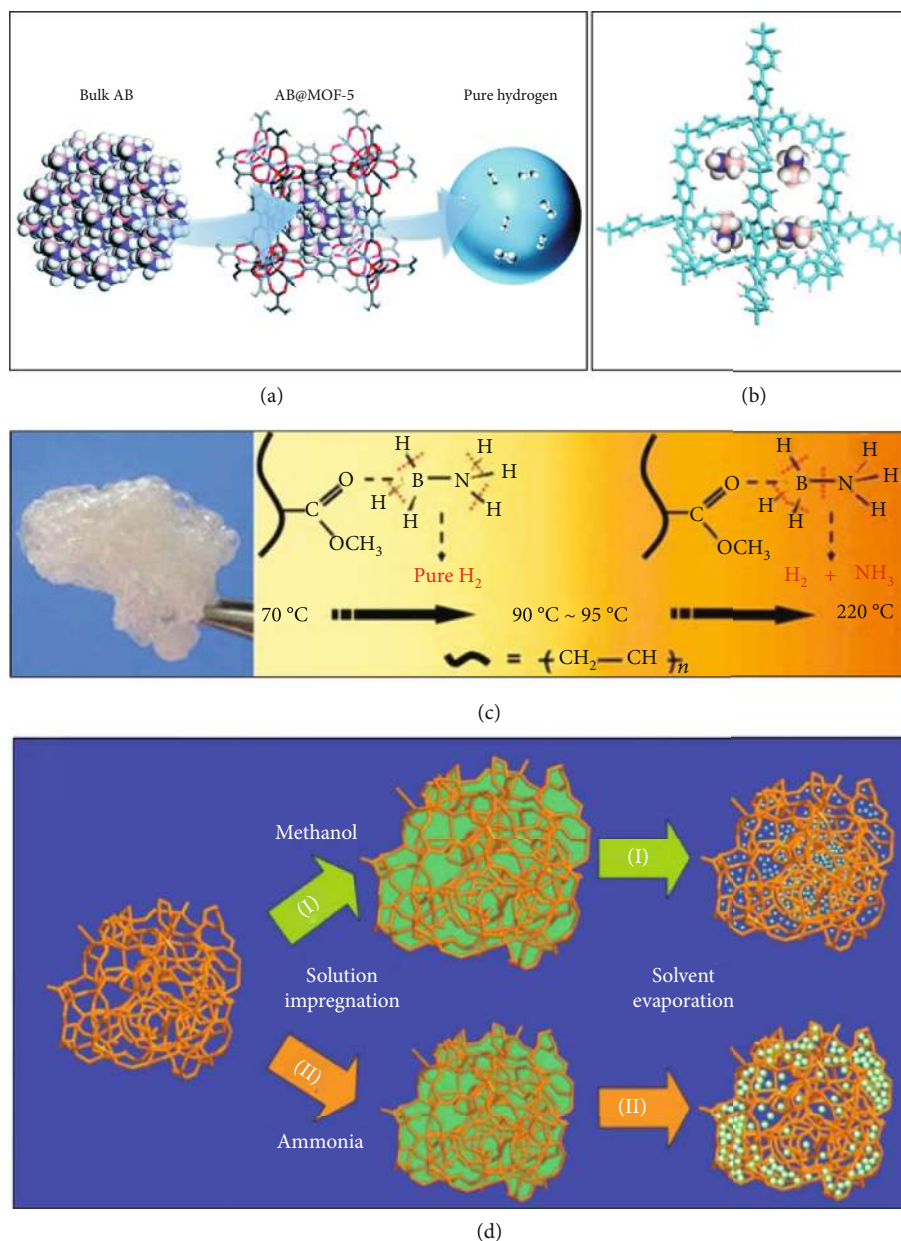 Bulk AB
AB@MOF-5
Pure hydrogen
(a)
(b)
H
H
O
B
N
H
H
H
H
C
OCH₃
Pure H₂
70 °C
90 °C ~ 95 °C
H
H
O
B
N
H
H
H
H
C
OCH₃
H₂ + NH₃
220 °C
= ( CH₂ — CH )n
(c)
Methanol
(I)
(I)
Solution
impregnation
Solvent
evaporation
(II)
(II)
Ammonia
(d)